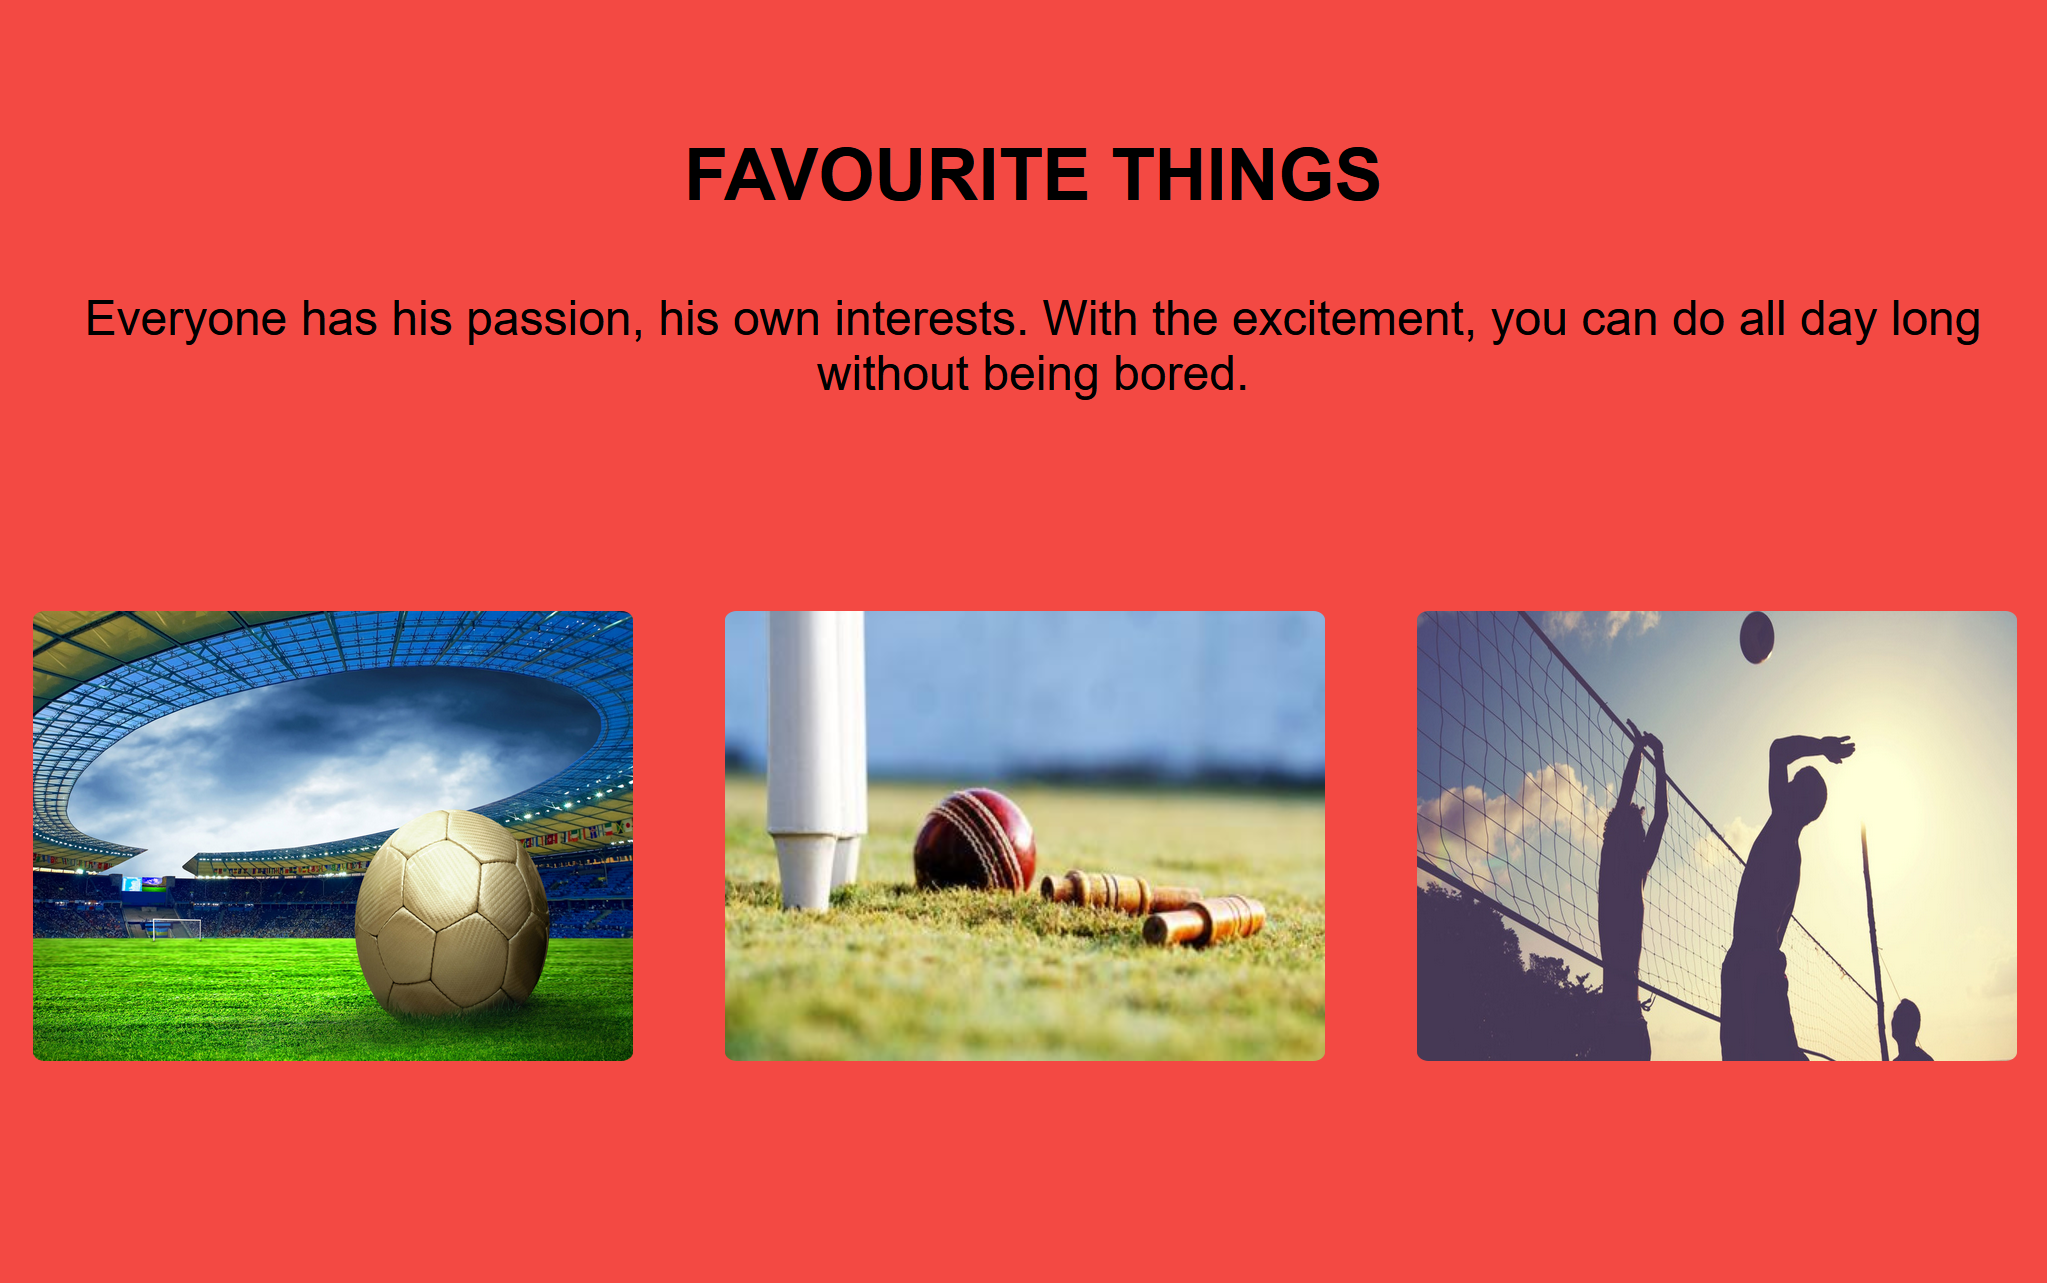 FAVOURITE THINGS
Everyone has his passion, his own interests. With the excitement, you can do all day long
without being bored.